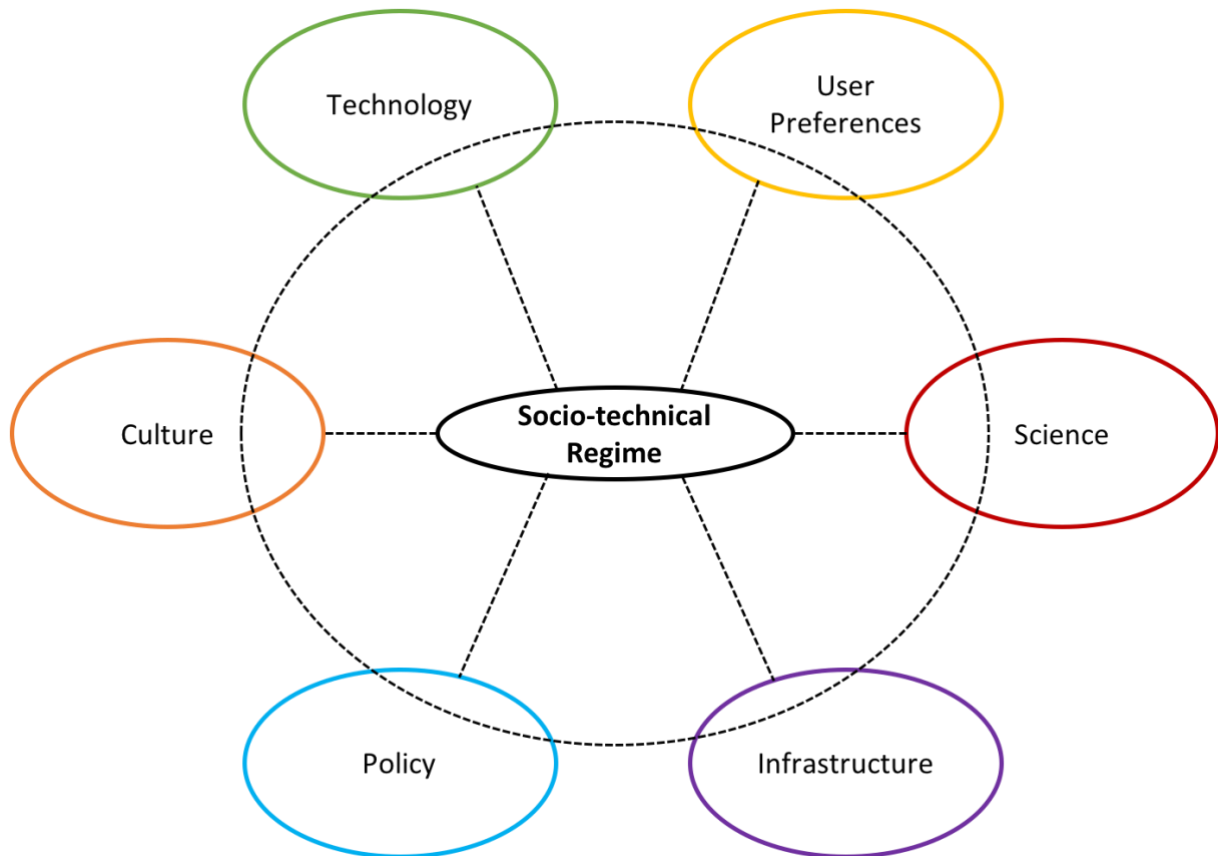 Technology
User
Preferences
Culture
Socio-technical
Regime
Science
Policy
Infrastructure